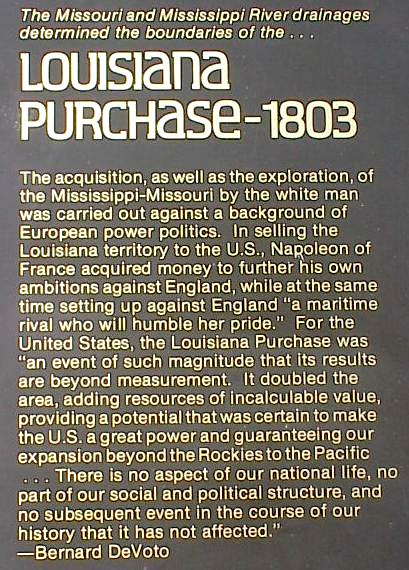 The Missouri and Mississippi River drainages
determined the boundaries of the . . .
LOUISIANA
PURCHASE-1803
The acquisition, as well as the exploration, of
the Mississippi-Missouri by the white man
was carried out against a background of
European power politics. In selling the
Louisiana territory to the U.S., Napoleon of
France acquired money to further his own
ambitions against England, while at the same
time setting up against England "a maritime
rival who will humble her pride." For the
United States, the Louisiana Purchase was
"an event of such magnitude that its results
are beyond measurement. It doubled the
area, adding resources of incalculable value,
providing a potential that was certain to make
the U.S. a great power and guaranteeing our
expansion beyond the Rockies to the Pacific
. . . There is no aspect of our national life, no
part of our social and political structure, and
no subsequent event in the course of our
history that it has not affected."
—Bernard DeVoto